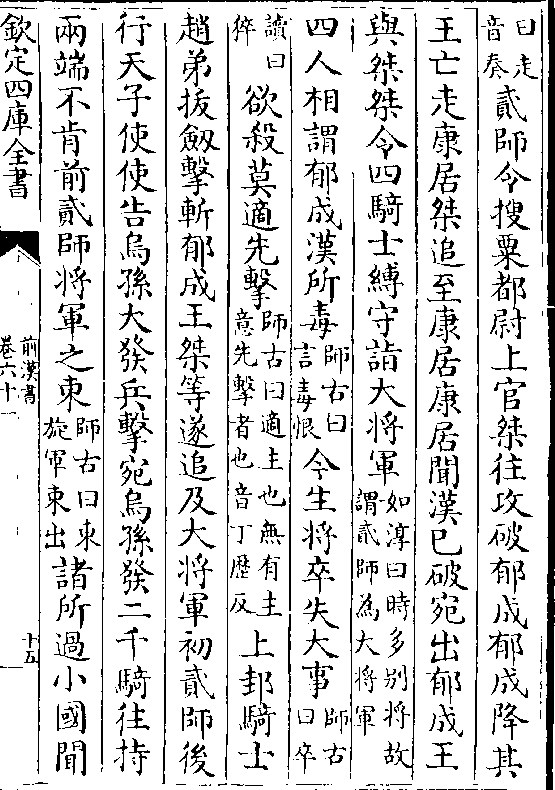 曰走音奏貳師令搜粟都尉上官桀往攻破郁成郁成降其
王亡走康居桀追至康居康居聞漢已破宛出郁成王
與桀桀令四騎士縛守詣大將軍如淳曰時多别將故謂貳師為大將軍
四人相謂郁成漢所毒師古曰言毒恨今生將卒失大事師古曰卒
讀曰猝欲殺莫適先擊師古曰適主也無有主意先擊者也音丁歷反上邽騎士
趙弟拔劔擊斬郁成王桀等遂追及大將軍初貳師後
行天子使使告烏孫大發兵擊宛烏孫發二千騎往持
兩端不肯前貳師將軍之東師古曰東旋軍東出諸所過小國聞
欽定四庫全書
前漢書
卷六十一
十五